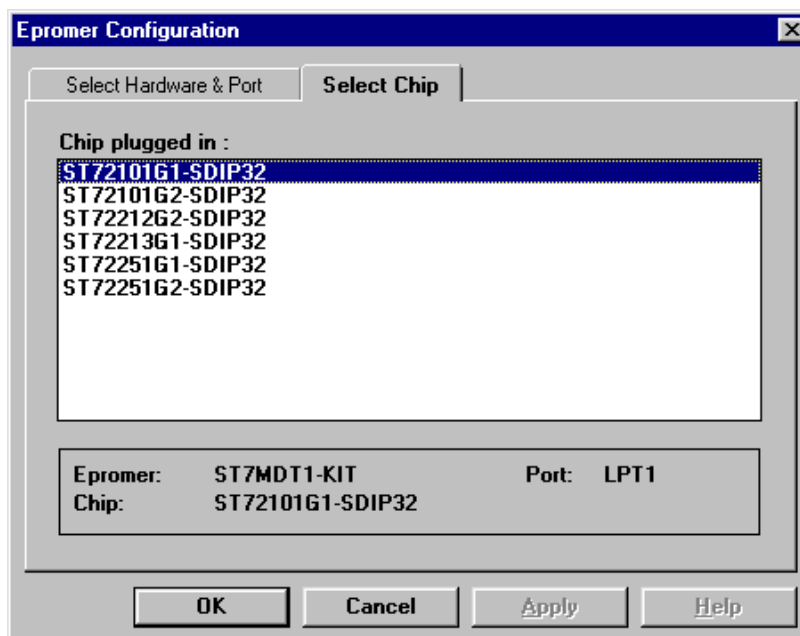 Epromer Configuration
Select Hardware & Port Select Chip
Chip plugged in :
ST72101G1-SDIP32
ST72101G2-SDIP32
ST72212G2-SDIP32
ST72213G1-SDIP32
ST72251G1-SDIP32
ST72251G2-SDIP32
Epromer: ST7MDT1-KIT Port: LPT1
Chip: ST72101G1-SDIP32
OK Cancel Apply Help